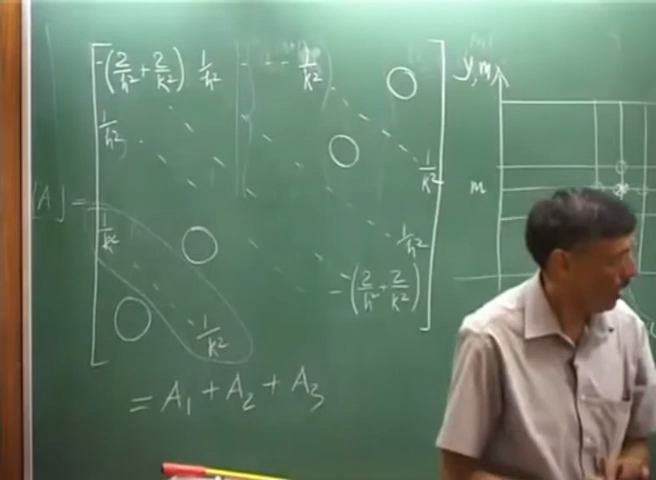 -(2/h² + 2/k²) 1/h² - - - 1/k² O
1/h² O
1/k²
[A] =
1/k² O 1/h²
O 1/k² -(2/h² + 2/k²)
= A₁ + A₂ + A₃
y, m
m